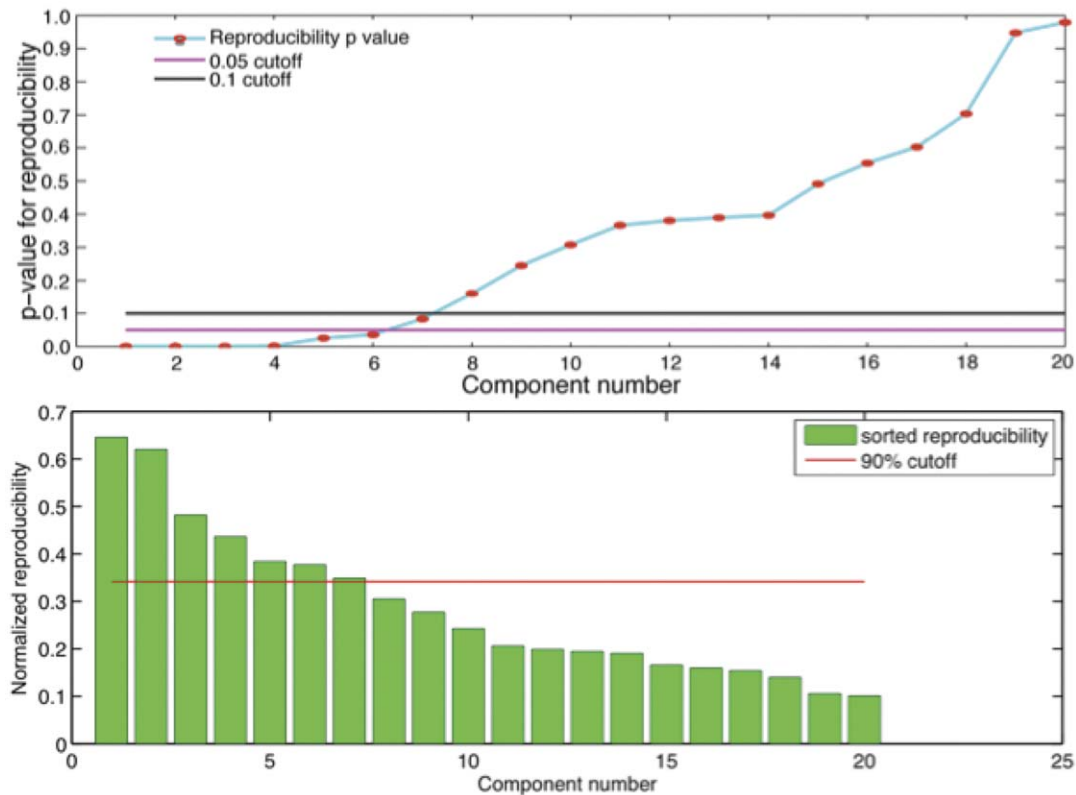 p-value for reproducibility
1.0
0.9
0.8
0.7
0.6
0.5
0.4
0.3
0.2
0.1
0.0
Reproducibility p value
0.05 cutoff
0.1 cutoff
0 2 4 6 8 10 12 14 16 18 20
Component number
Normalized reproducibility
0.7
0.6
0.5
0.4
0.3
0.2
0.1
0
sorted reproducibility
90% cutoff
0 5 10 15 20 25
Component number